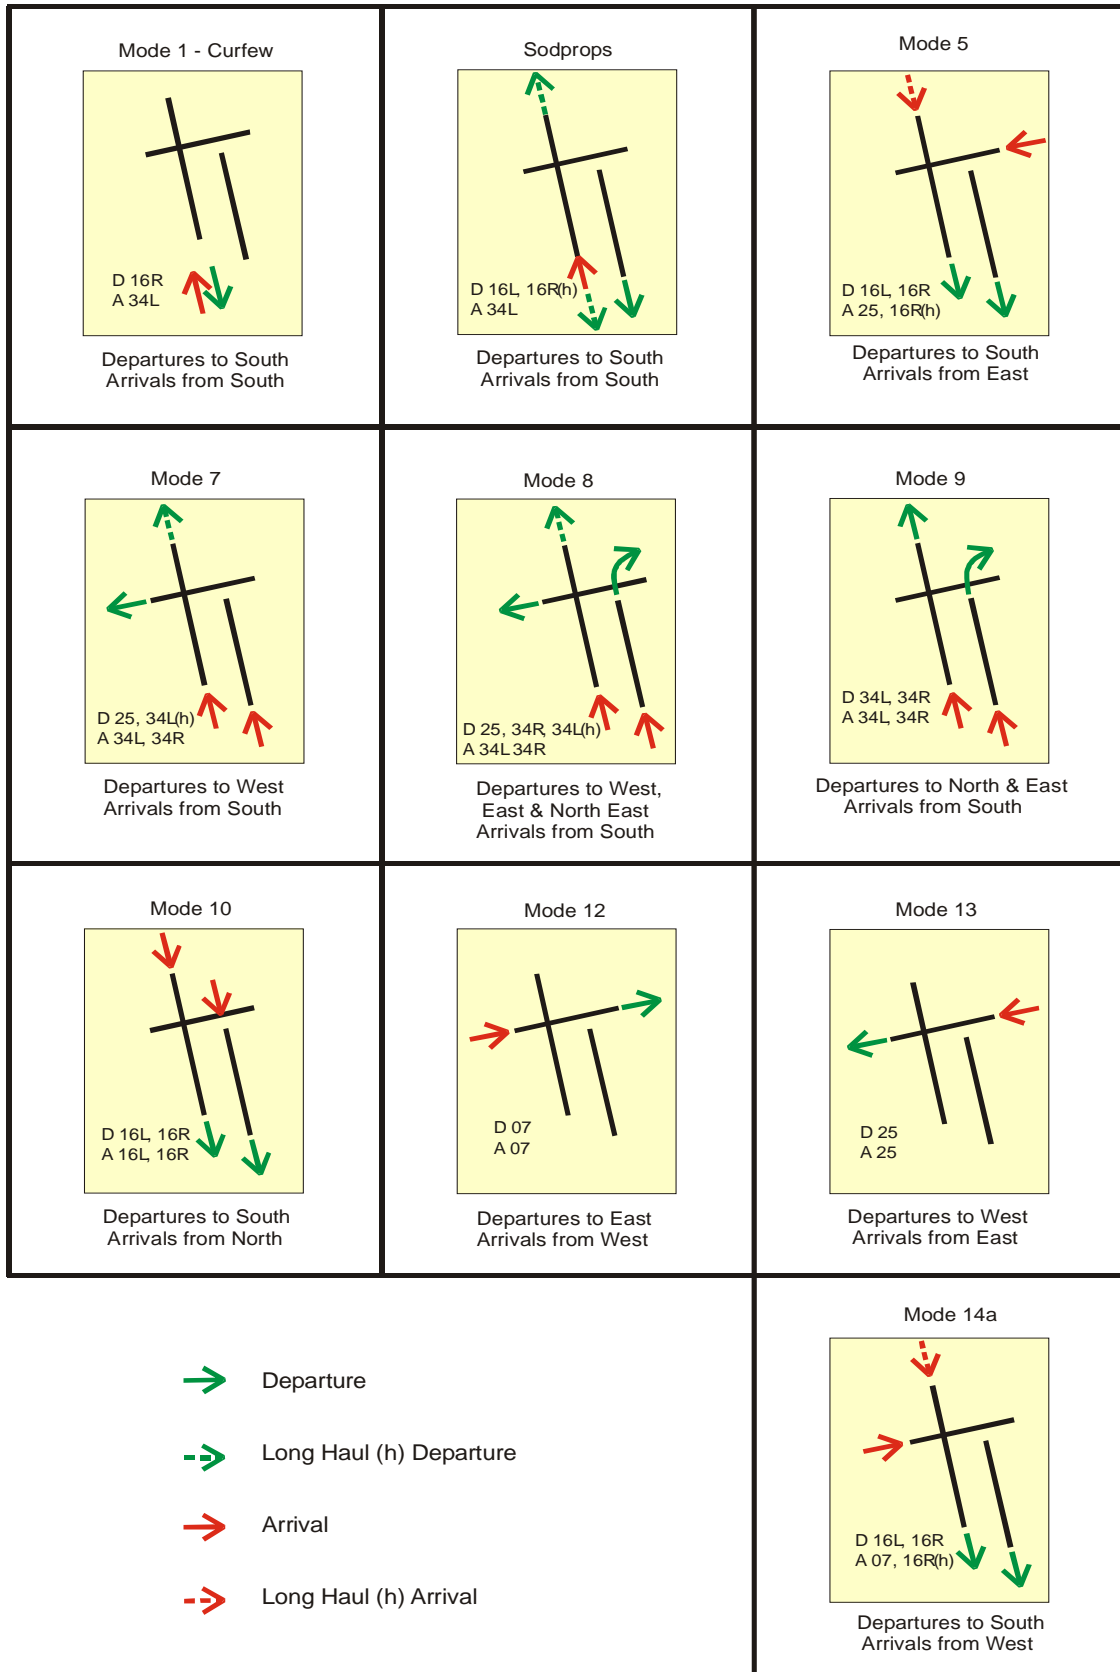 Mode 1 - Curfew
D 16R
A 34L
Departures to South
Arrivals from South
Sodprops
D 16L, 16R(h)
A 34L
Departures to South
Arrivals from South
Mode 5
D 16L, 16R
A 25, 16R(h)
Departures to South
Arrivals from East
Mode 7
D 25, 34L(h)
A 34L, 34R
Departures to West
Arrivals from South
Mode 8
D 25, 34R, 34L(h)
A 34L 34R
Departures to West,
East & North East
Arrivals from South
Mode 9
D 34L, 34R
A 34L, 34R
Departures to North & East
Arrivals from South
Mode 10
D 16L, 16R
A 16L, 16R
Departures to South
Arrivals from North
Mode 12
D 07
A 07
Departures to East
Arrivals from West
Mode 13
D 25
A 25
Departures to West
Arrivals from East
Mode 14a
D 16L, 16R
A 07, 16R(h)
Departures to South
Arrivals from West
Departure
Long Haul (h) Departure
Arrival
Long Haul (h) Arrival